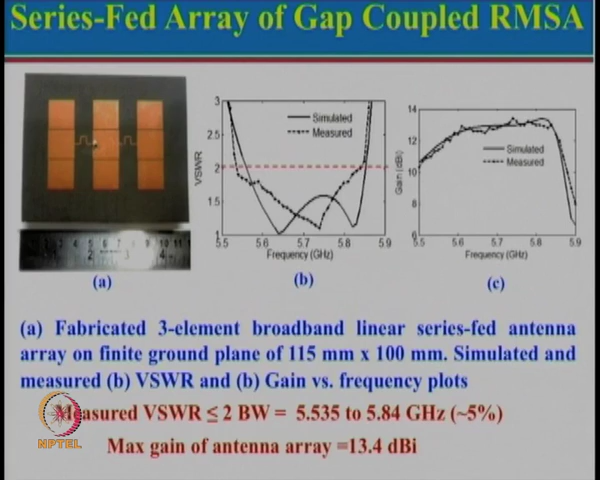 Series-Fed Array of Gap Coupled RMSA
3
2.5
2
1.5
1
VSWR
Simulated
Measured
5.5 5.6 5.7 5.8 5.9
Frequency (GHz)
14
12
10
8
6
Gain (dBi)
Simulated
Measured
5.5 5.6 5.7 5.8 5.9
Frequency (GHz)
(a)
(b)
(c)
(a) Fabricated 3-element broadband linear series-fed antenna
array on finite ground plane of 115 mm x 100 mm. Simulated and
measured (b) VSWR and (b) Gain vs. frequency plots
Measured VSWR ≤ 2 BW = 5.535 to 5.84 GHz (~5%)
Max gain of antenna array =13.4 dBi
NPTEL